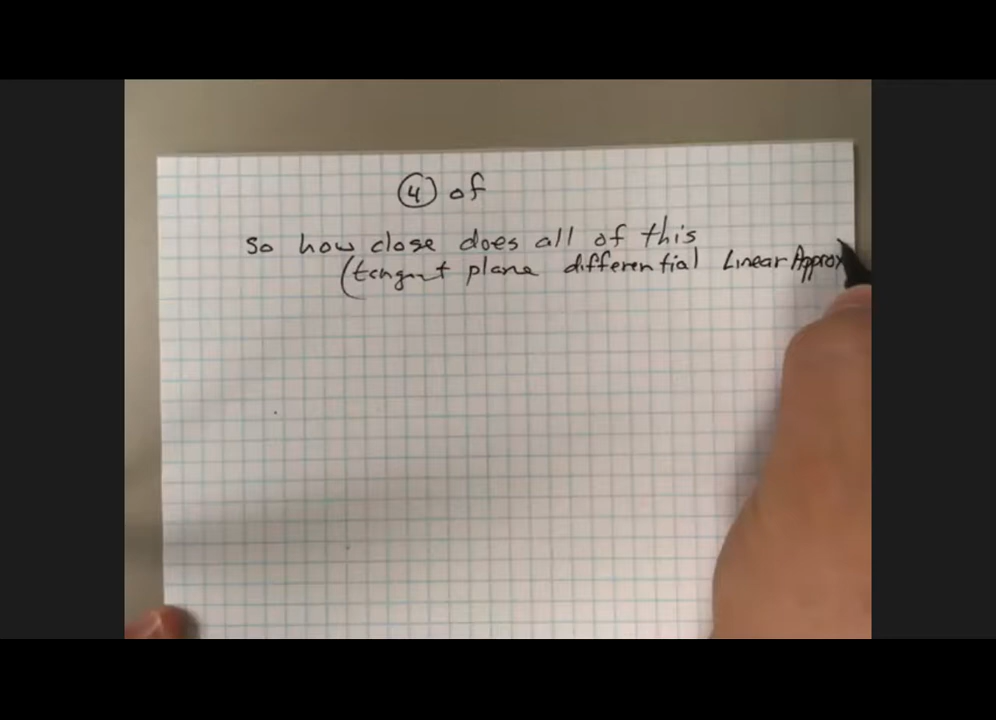 ④ of
So how close does all of this
(tangent plane differential Linear Approx